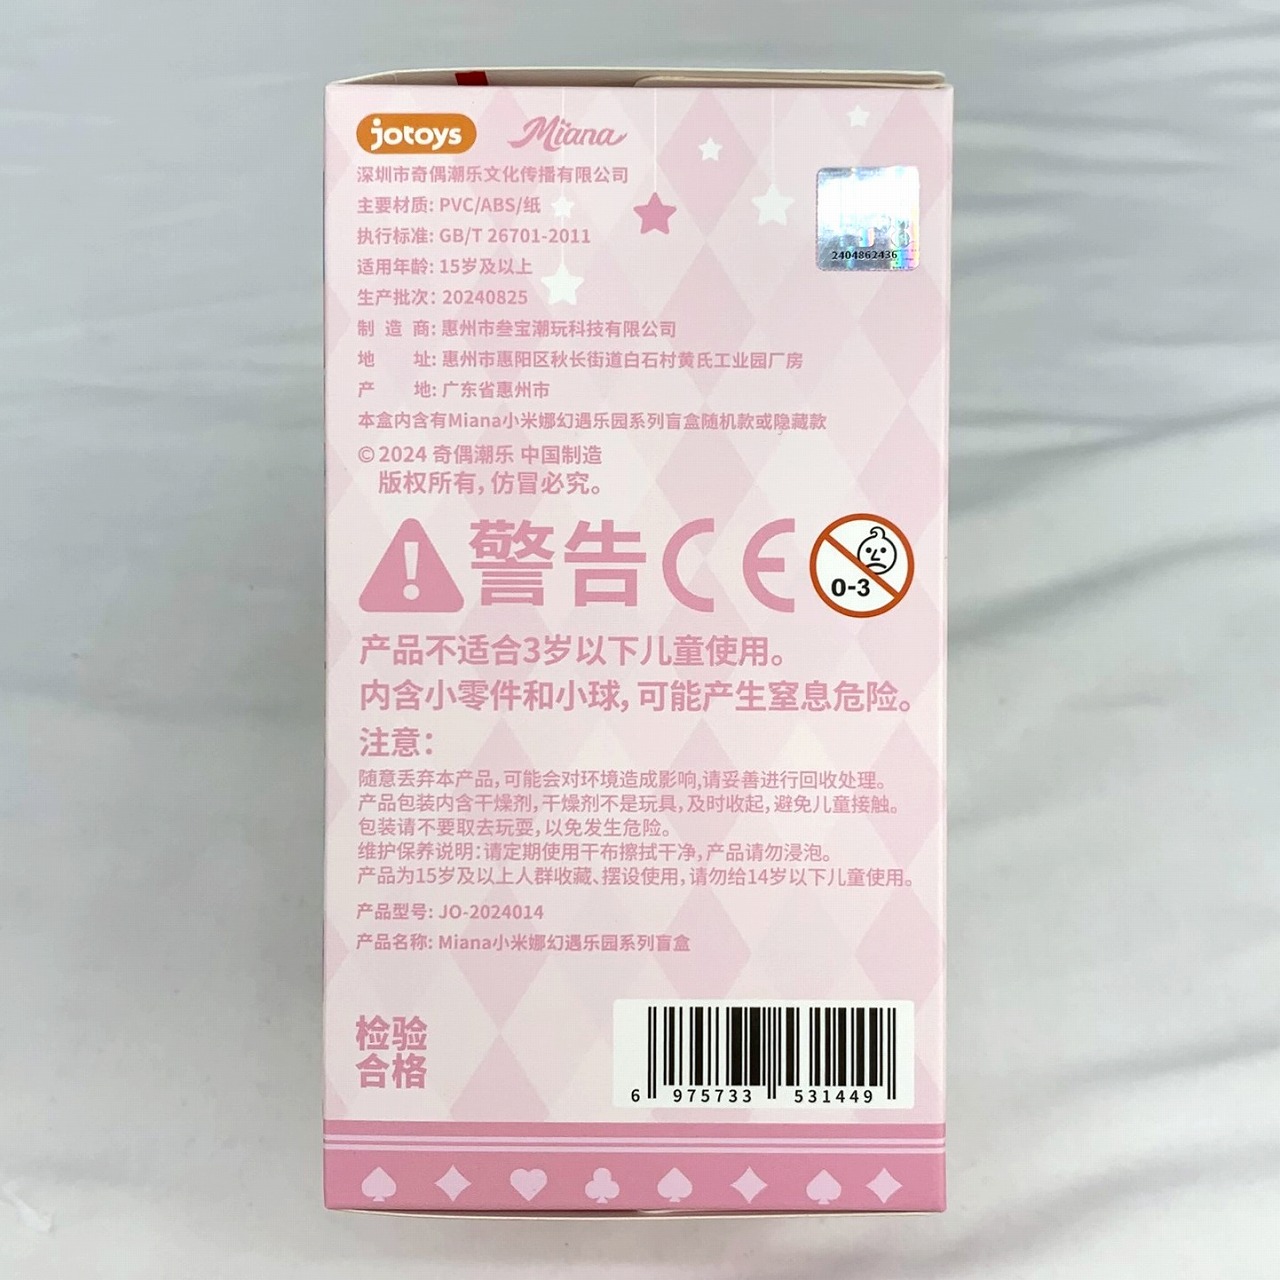 jotoys Miana
深圳市奇偶潮乐文化传播有限公司
主要材质: PVC/ABS/纸
执行标准: GB/T 26701-2011
适用年龄: 15岁及以上
生产批次: 20240825
制 造 商: 惠州市叁宝潮玩科技有限公司
地 址: 惠州市惠阳区秋长街道白石村黄氏工业园厂房
产 地: 广东省惠州市
本盒内含有Miana小米娜幻遇乐园系列盲盒随机款或隐藏款
©2024 奇偶潮乐 中国制造
版权所有, 仿冒必究。
2404862436
警告 CE
0-3
产品不适合3岁以下儿童使用。
内含小零件和小球, 可能产生窒息危险。
注意:
随意丢弃本产品, 可能会对环境造成影响,请妥善进行回收处理。
产品包装内含干燥剂, 干燥剂不是玩具, 及时收起, 避免儿童接触。
包装请不要取去玩耍, 以免发生危险。
维护保养说明: 请定期使用干布擦拭干净, 产品请勿浸泡。
产品为15岁及以上人群收藏、摆设使用, 请勿给14岁以下儿童使用。
产品型号: JO-2024014
产品名称: Miana小米娜幻遇乐园系列盲盒
检验
合格
6 975733 531449